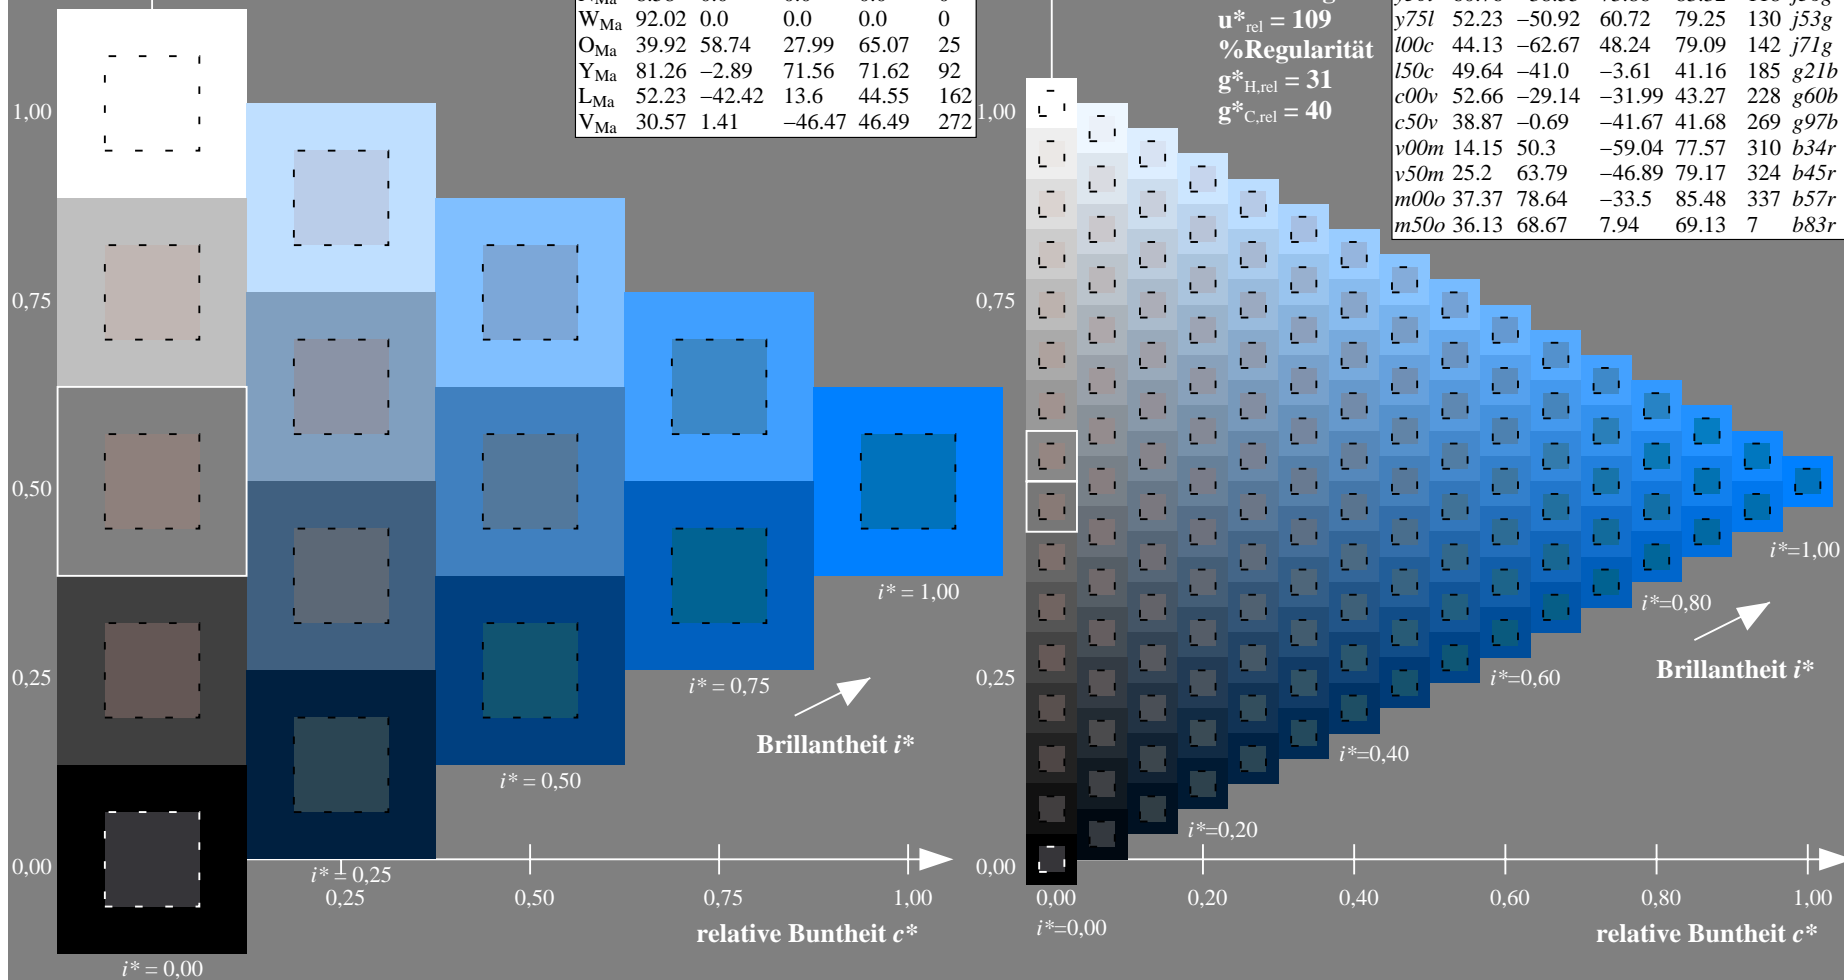 W_Ma 92.02 0.0 0.0 0.0 0
O_Ma 39.92 58.74 27.99 65.07 25
Y_Ma 81.26 −2.89 71.56 71.62 92
L_Ma 52.23 −42.42 13.6 44.55 162
V_Ma 30.57 1.41 −46.47 46.49 272
u*_rel = 109
%Regularität
g*_H,rel = 31
g*_C,rel = 40
y75l 52.23 −50.92 60.72 79.25 130 j53g
l00c 44.13 −62.67 48.24 79.09 142 j71g
l50c 49.64 −41.0 −3.61 41.16 185 g21b
c00v 52.66 −29.14 −31.99 43.27 228 g60b
c50v 38.87 −0.69 −41.67 41.68 269 g97b
v00m 14.15 50.3 −59.04 77.57 310 b34r
v50m 25.2 63.79 −46.89 79.17 324 b45r
m00o 37.37 78.64 −33.5 85.48 337 b57r
m50o 36.13 68.67 7.94 69.13 7 b83r
1,00
0,75
0,50
0,25
0,00
i* = 1,00
i* = 0,75
Brillantheit i*
i* = 0,50
i* = 0,25
0,25 0,50 0,75 1,00
relative Buntheit c*
i* = 0,00
1,00
0,75
0,50
0,25
0,00
i*=1,00
i*=0,80
Brillantheit i*
i*=0,60
i*=0,40
i*=0,20
0,00 0,20 0,40 0,60 0,80 1,00
i*=0,00
relative Buntheit c*